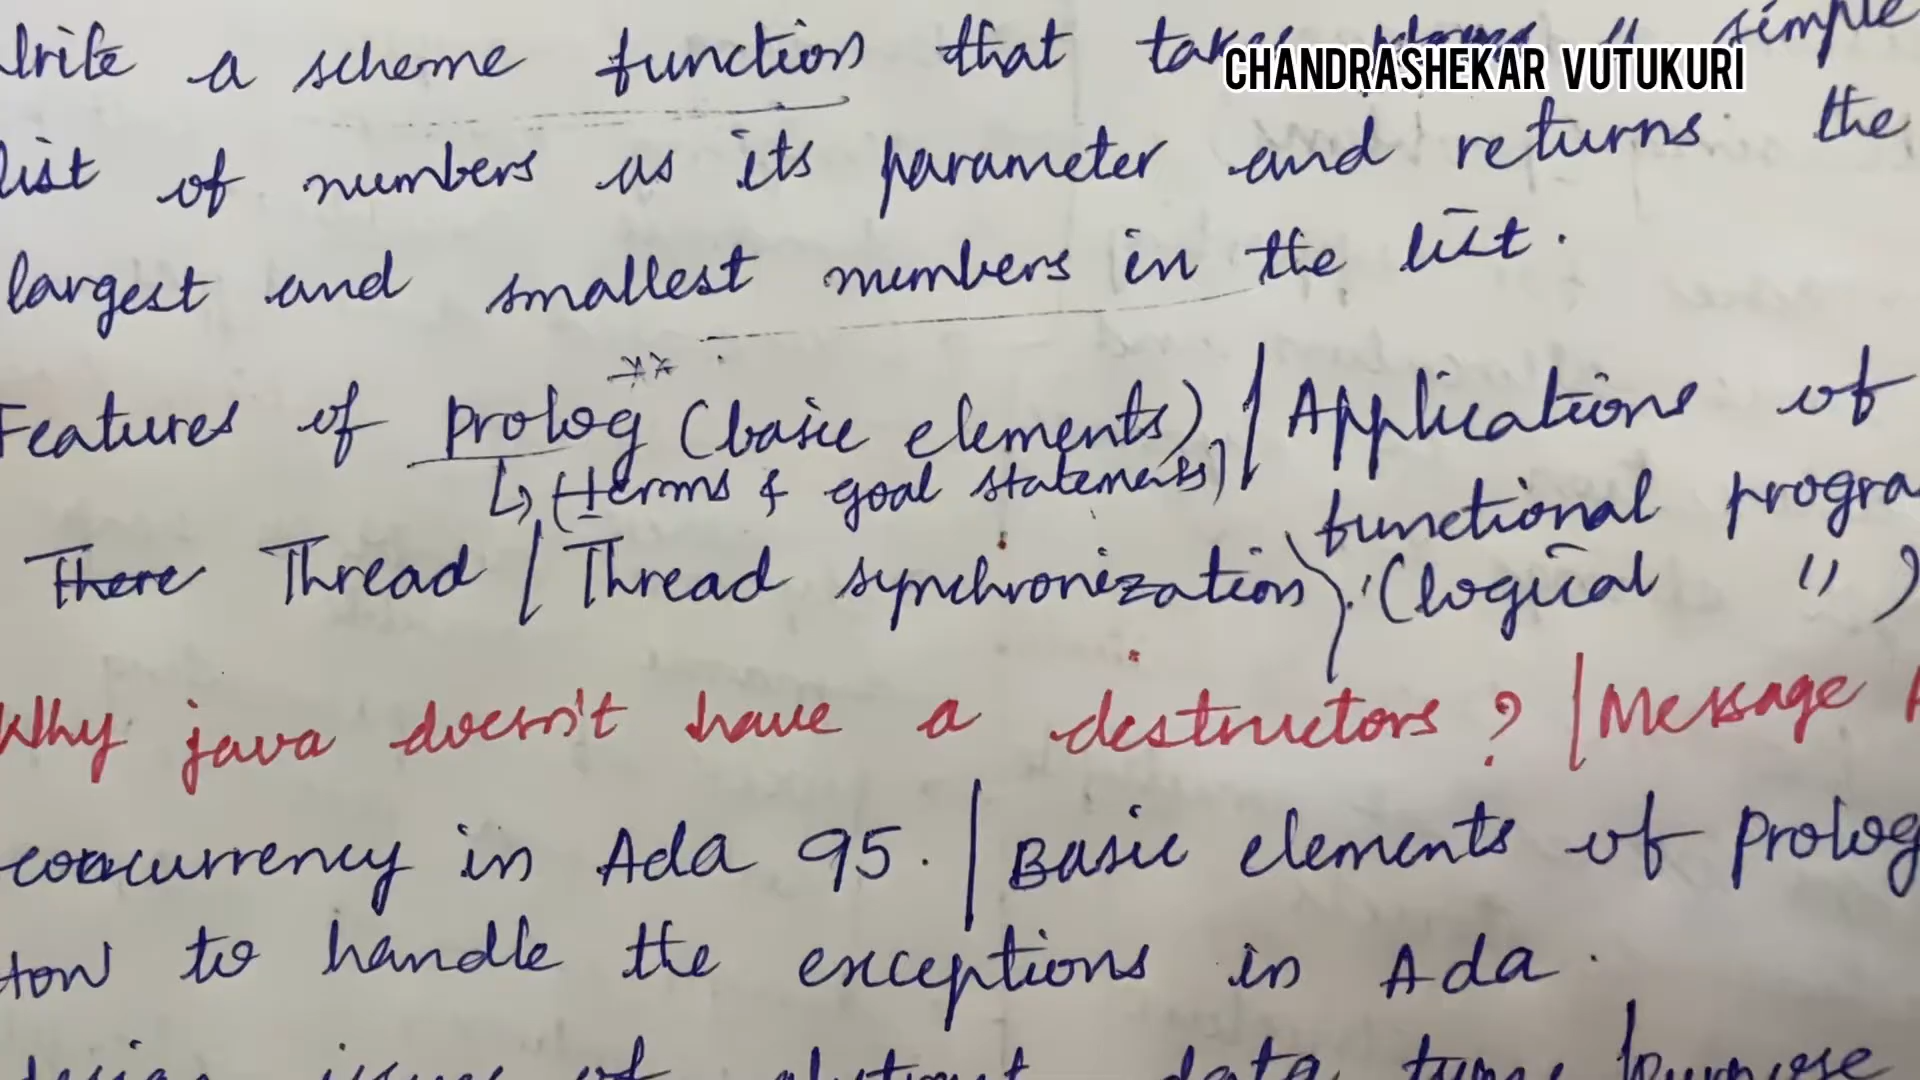 a scheme function that simple
CHANDRASHEKAR VUTUKURI
list of numbers as its parameter and returns the
largest and smallest numbers in the list.
Features of prolog (basic elements), / Applications of
↳ (terms & goal statements) functional
There Thread / Thread synchronization (logical " )
Why java doesn't have a destructors ? | Message
concurrency in Ada 95. | Basic elements of prolog
to handle the exceptions in Ada.
of data